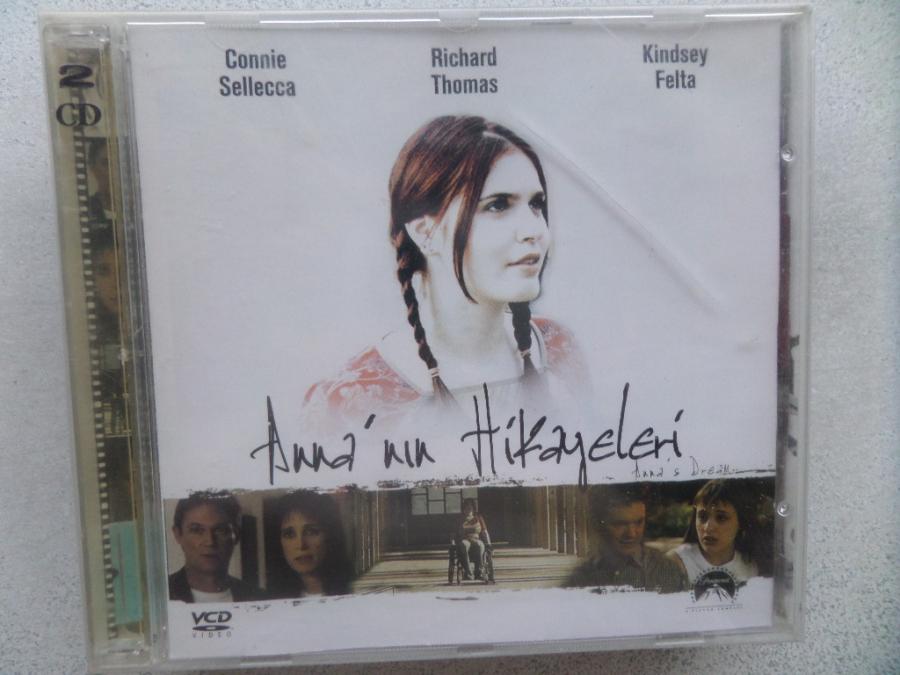 2
CD
Connie
Sellecca
Richard
Thomas
Kindsey
Felta
Anna'nın Hikayeleri
Anna's Dream
VCD
VIDEO